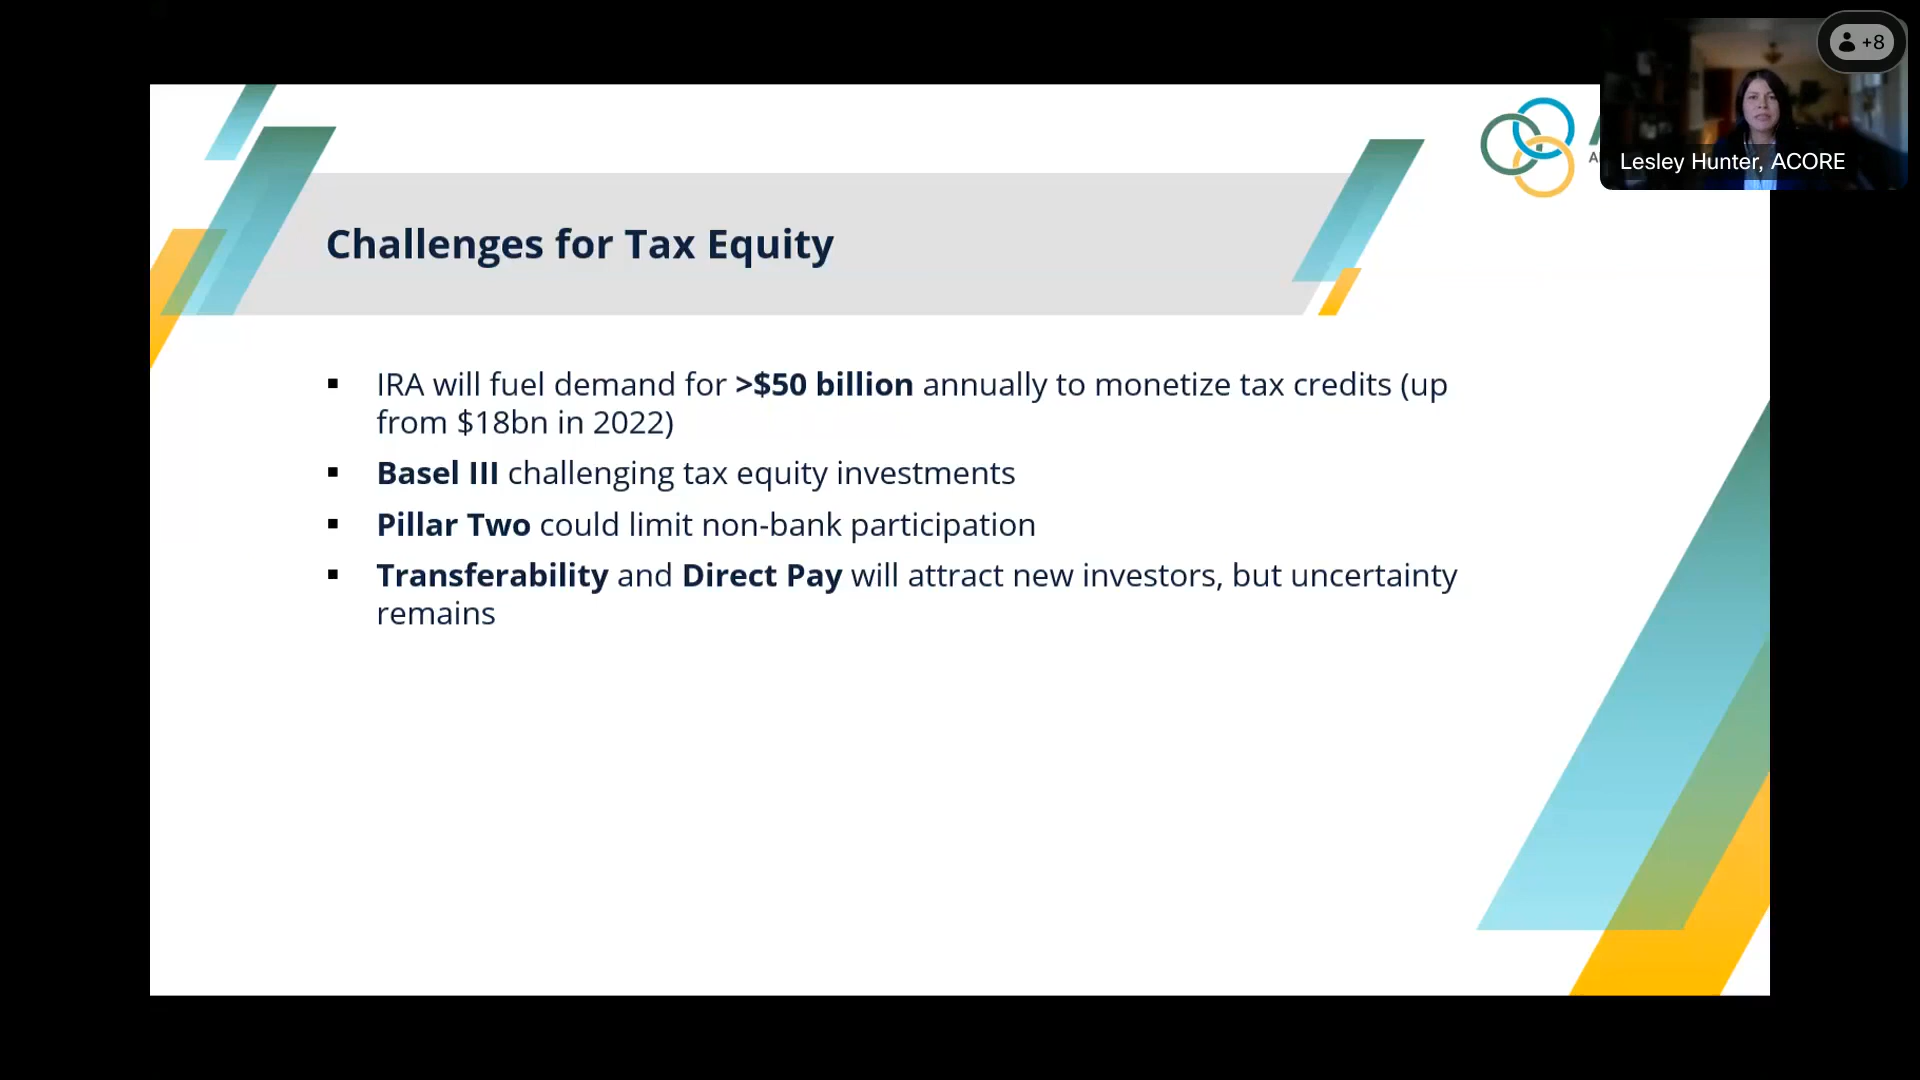 +8
Lesley Hunter, ACORE
Challenges for Tax Equity
▪ IRA will fuel demand for >$50 billion annually to monetize tax credits (up
from $18bn in 2022)
▪ Basel III challenging tax equity investments
▪ Pillar Two could limit non-bank participation
▪ Transferability and Direct Pay will attract new investors, but uncertainty
remains